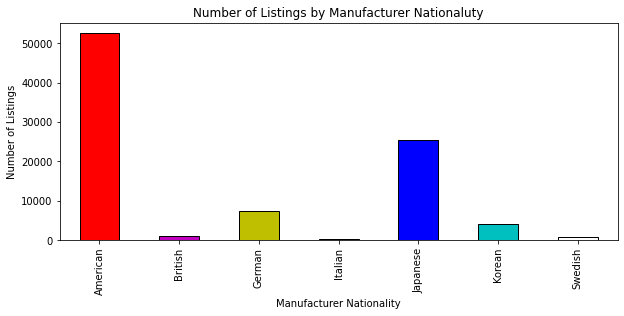 Number of Listings by Manufacturer Nationaluty
Number of Listings
50000
40000
30000
20000
10000
0
American
British
German
Italian
Japanese
Korean
Swedish
Manufacturer Nationality